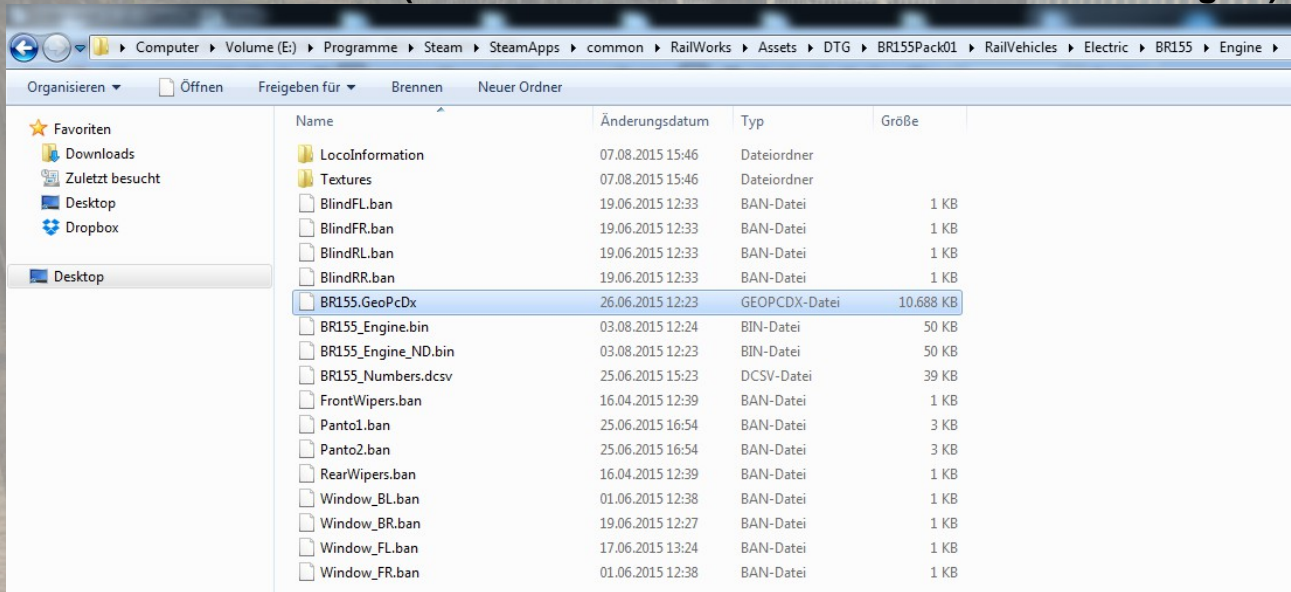 Computer ▸ Volume (E:) ▸ Programme ▸ Steam ▸ SteamApps ▸ common ▸ RailWorks ▸ Assets ▸ DTG ▸ BR155Pack01 ▸ RailVehicles ▸ Electric ▸ BR155 ▸ Engine ▸
Organisieren Öffnen Freigeben für Brennen Neuer Ordner
Favoriten
Downloads
Zuletzt besucht
Desktop
Dropbox
Desktop
Name Änderungsdatum Typ Größe
LocoInformation 07.08.2015 15:46 Dateiordner
Textures 07.08.2015 15:46 Dateiordner
BlindFL.ban 19.06.2015 12:33 BAN-Datei 1 KB
BlindFR.ban 19.06.2015 12:33 BAN-Datei 1 KB
BlindRL.ban 19.06.2015 12:33 BAN-Datei 1 KB
BlindRR.ban 19.06.2015 12:33 BAN-Datei 1 KB
BR155.GeoPcDx 26.06.2015 12:23 GEOPCDX-Datei 10.688 KB
BR155_Engine.bin 03.08.2015 12:24 BIN-Datei 50 KB
BR155_Engine_ND.bin 03.08.2015 12:23 BIN-Datei 50 KB
BR155_Numbers.dcsv 25.06.2015 15:23 DCSV-Datei 39 KB
FrontWipers.ban 16.04.2015 12:39 BAN-Datei 1 KB
Panto1.ban 25.06.2015 16:54 BAN-Datei 3 KB
Panto2.ban 25.06.2015 16:54 BAN-Datei 3 KB
RearWipers.ban 16.04.2015 12:39 BAN-Datei 1 KB
Window_BL.ban 01.06.2015 12:38 BAN-Datei 1 KB
Window_BR.ban 19.06.2015 12:27 BAN-Datei 1 KB
Window_FL.ban 17.06.2015 13:24 BAN-Datei 1 KB
Window_FR.ban 01.06.2015 12:38 BAN-Datei 1 KB